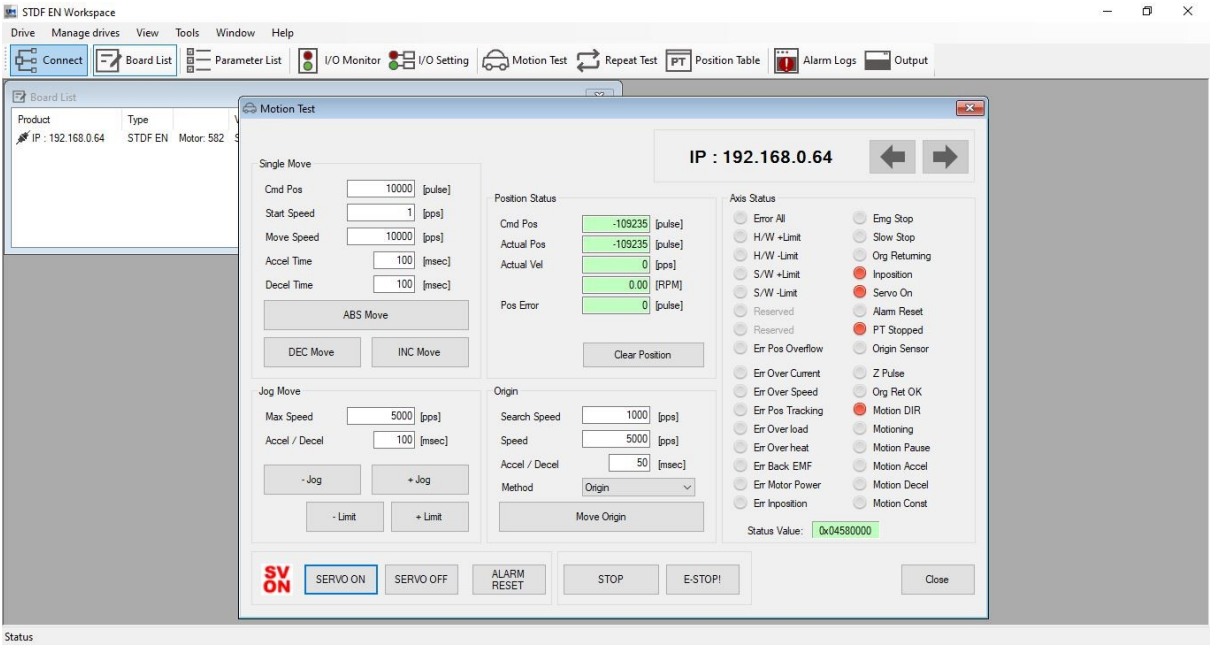 STDF EN Workspace
Drive Manage drives View Tools Window Help
Connect Board List Parameter List I/O Monitor I/O Setting Motion Test Repeat Test PT Position Table Alarm Logs Output
Board List
Product Type
IP : 192.168.0.64 STDF EN Motor: 582
Motion Test
IP : 192.168.0.64
Single Move
Cmd Pos 10000 [pulse]
Start Speed 1 [pps]
Move Speed 10000 [pps]
Accel Time 100 [msec]
Decel Time 100 [msec]
ABS Move
DEC Move INC Move
Position Status
Cmd Pos -109235 [pulse]
Actual Pos -109235 [pulse]
Actual Vel 0 [pps]
0.00 [RPM]
Pos Error 0 [pulse]
Clear Position
Jog Move
Max Speed 5000 [pps]
Accel / Decel 100 [msec]
- Jog + Jog
- Limit + Limit
Origin
Search Speed 1000 [pps]
Speed 5000 [pps]
Accel / Decel 50 [msec]
Method Origin
Move Origin
Axis Status
Error All Emg Stop
H/W +Limit Slow Stop
H/W -Limit Org Returning
S/W +Limit Inposition
S/W -Limit Servo On
Reserved Alarm Reset
Reserved PT Stopped
Err Pos Overflow Origin Sensor
Err Over Current Z Pulse
Err Over Speed Org Ret OK
Err Pos Tracking Motion DIR
Err Over load Motioning
Err Over heat Motion Pause
Err Back EMF Motion Accel
Err Motor Power Motion Decel
Err Inposition Motion Const
Status Value: 0x04580000
SV
ON
SERVO ON SERVO OFF ALARM
RESET STOP E-STOP! Close
Status